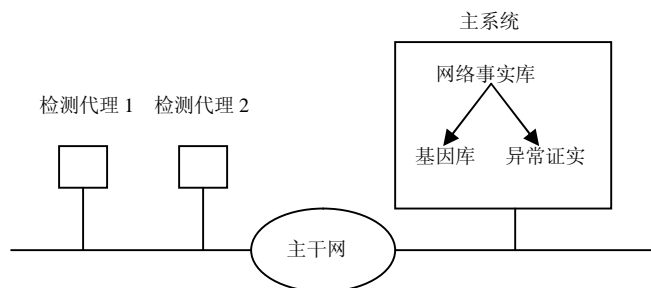 主系统
网络事实库
检测代理 1 检测代理 2
基因库 异常证实
主干网